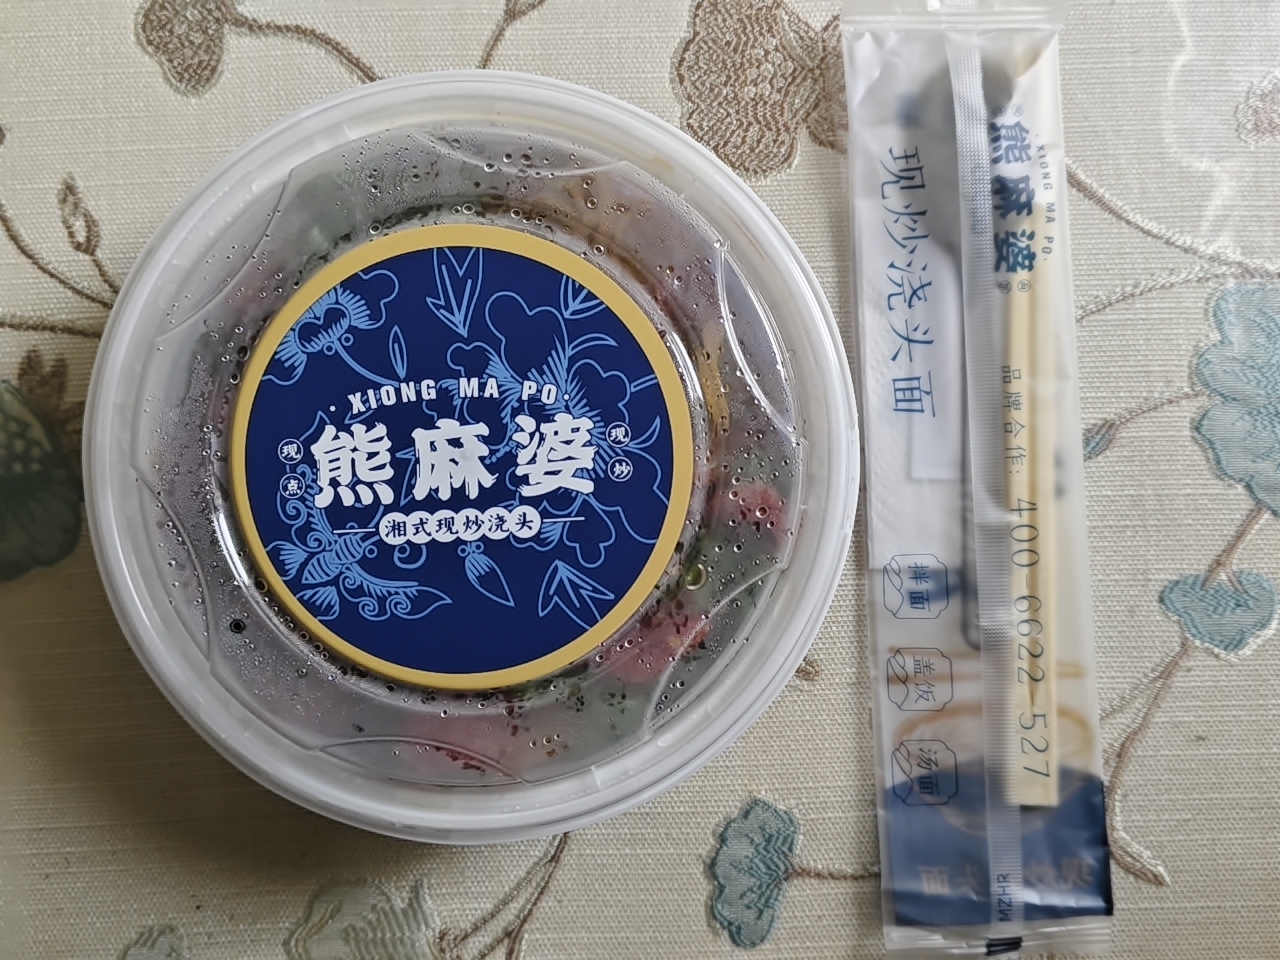 ·XIONG MA PO·
现点
熊麻婆
现炒
湘式现炒浇头
·XIONG MA PO·
熊麻婆
现炒浇头面
品牌合作：400-6622-527
拌面
盖饭
汤面
MZHR